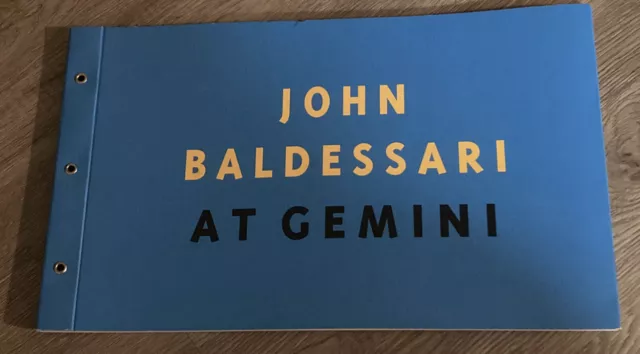 JOHN
BALDESSARI
AT GEMINI